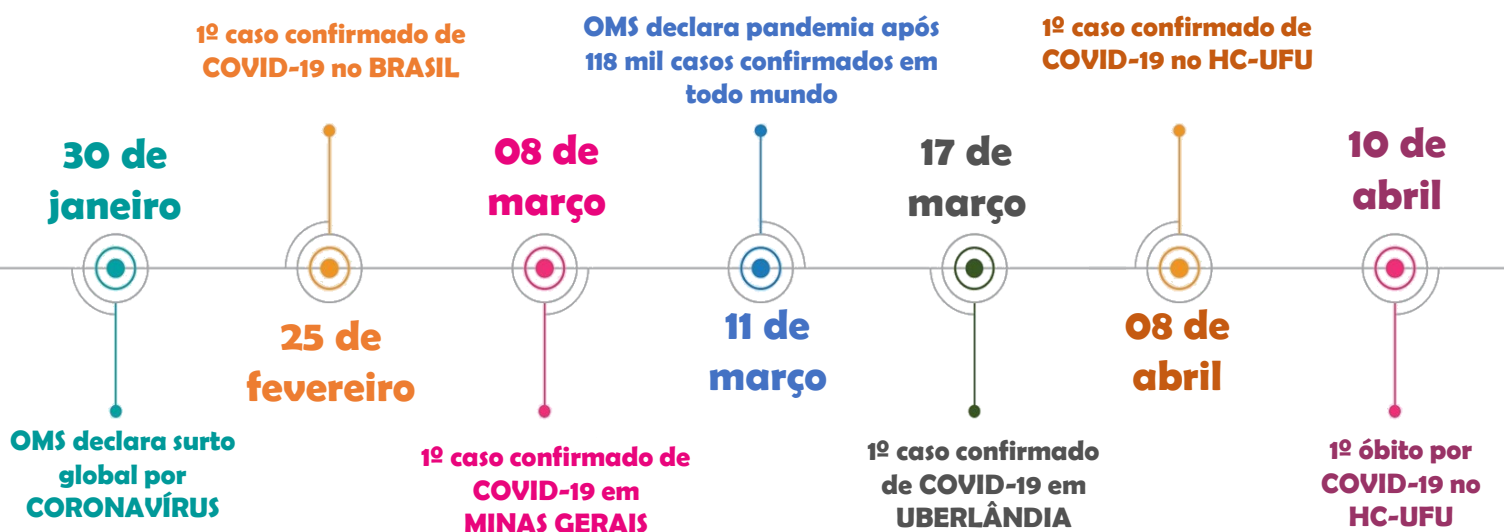 30 de
janeiro
OMS declara surto
global por
CORONAVÍRUS
1º caso confirmado de
COVID-19 no BRASIL
25 de
fevereiro
08 de
março
1º caso confirmado de
COVID-19 em
MINAS GERAIS
OMS declara pandemia após
118 mil casos confirmados em
todo mundo
11 de
março
17 de
março
1º caso confirmado
de COVID-19 em
UBERLÂNDIA
1º caso confirmado de
COVID-19 no HC-UFU
08 de
abril
10 de
abril
1º óbito por
COVID-19 no
HC-UFU